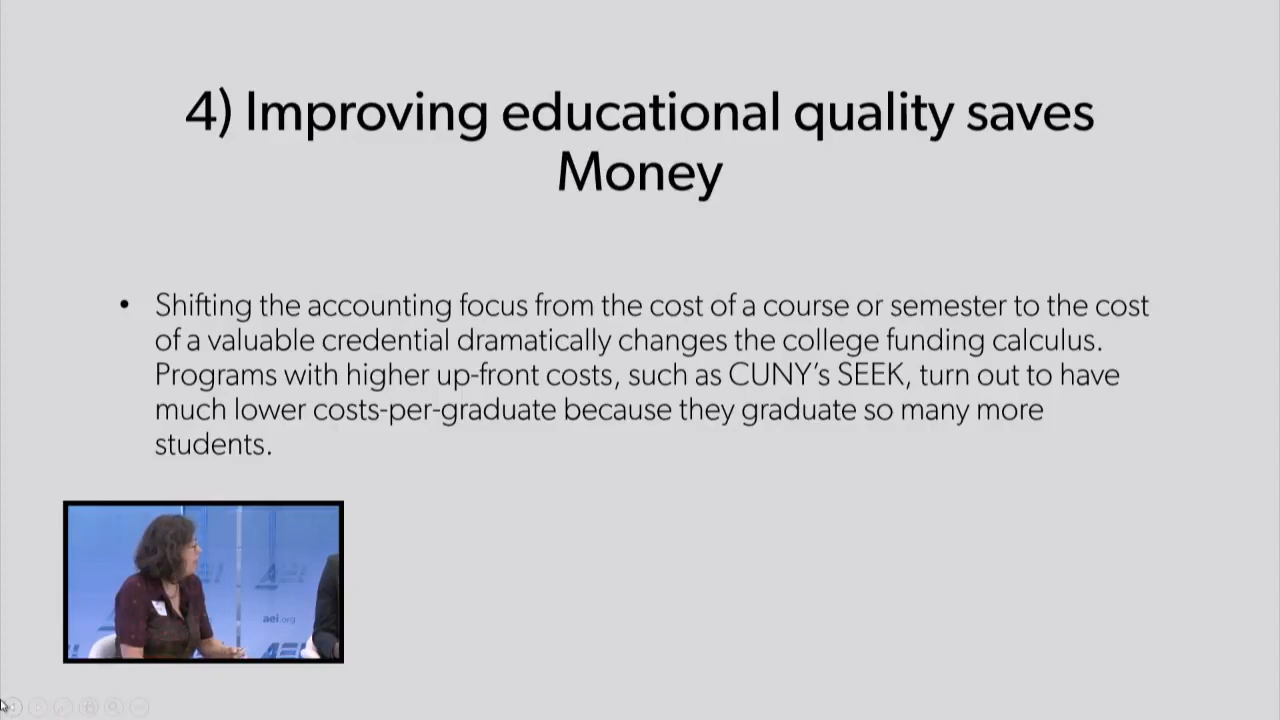 4) Improving educational quality saves
Money
• Shifting the accounting focus from the cost of a course or semester to the cost
of a valuable credential dramatically changes the college funding calculus.
Programs with higher up-front costs, such as CUNY's SEEK, turn out to have
much lower costs-per-graduate because they graduate so many more
students.
AEI
AEI
aei.org
AEI